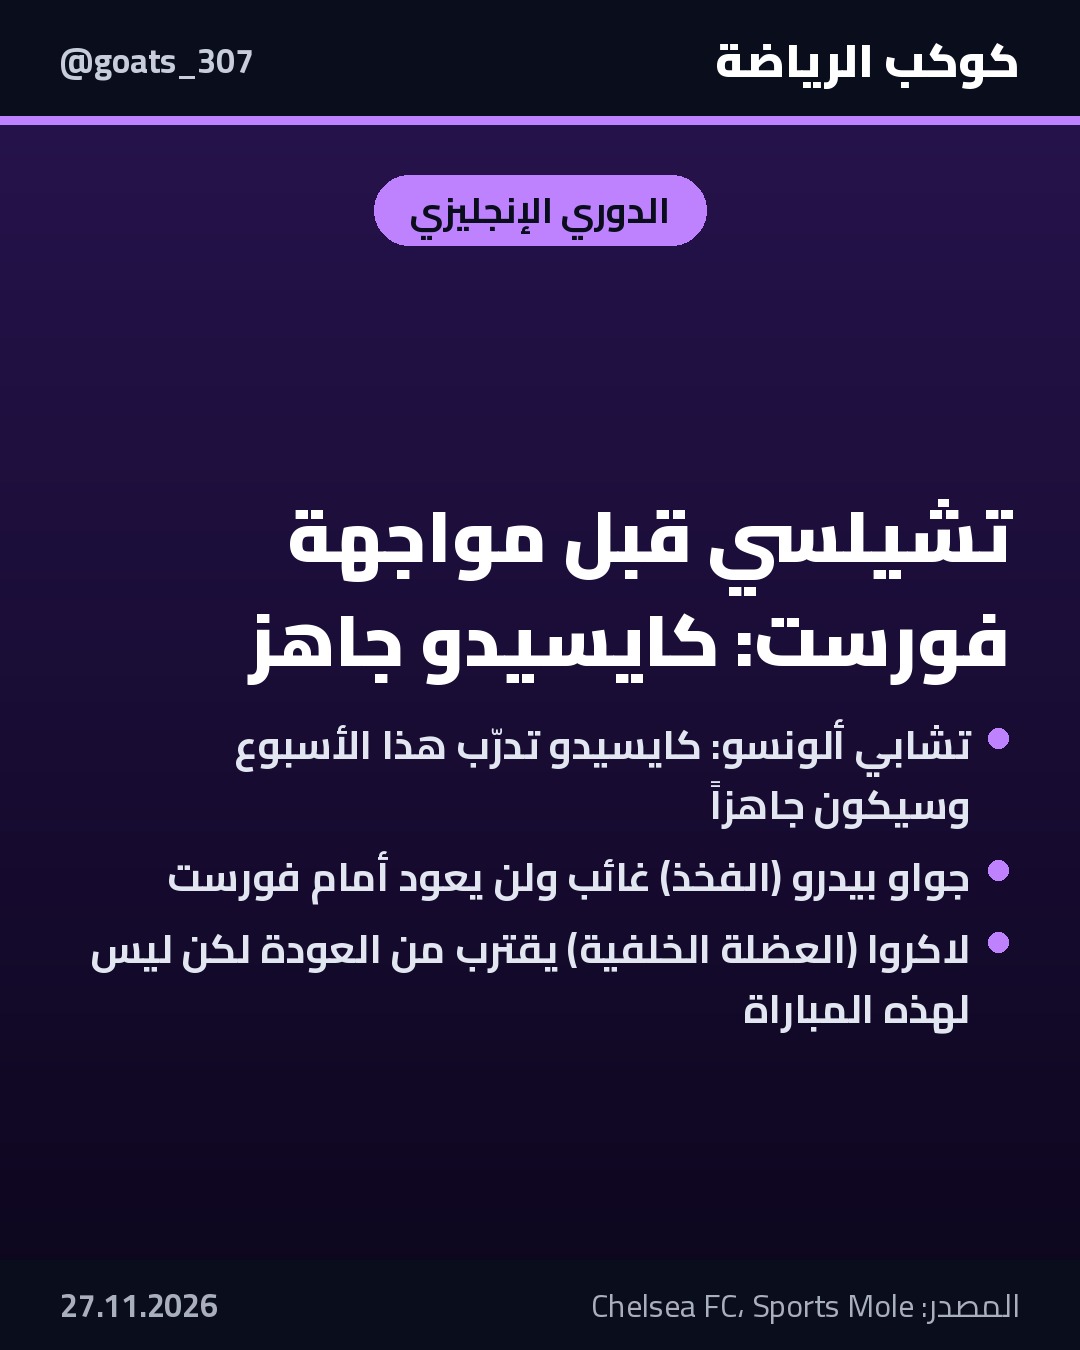 كوكب الرياضة
@goats_307
الدوري الإنجليزي
تشيلسي قبل مواجهة
فورست: كايسيدو جاهز
تشابي ألونسو: كايسيدو تدرّب هذا الأسبوع
وسيكون جاهزاً
جواو بيدرو (الفخذ) غائب ولن يعود أمام فورست
لاكروا (العضلة الخلفية) يقترب من العودة لكن ليس
لهذه المباراة
المصدر: Chelsea FC، Sports Mole
27.11.2026